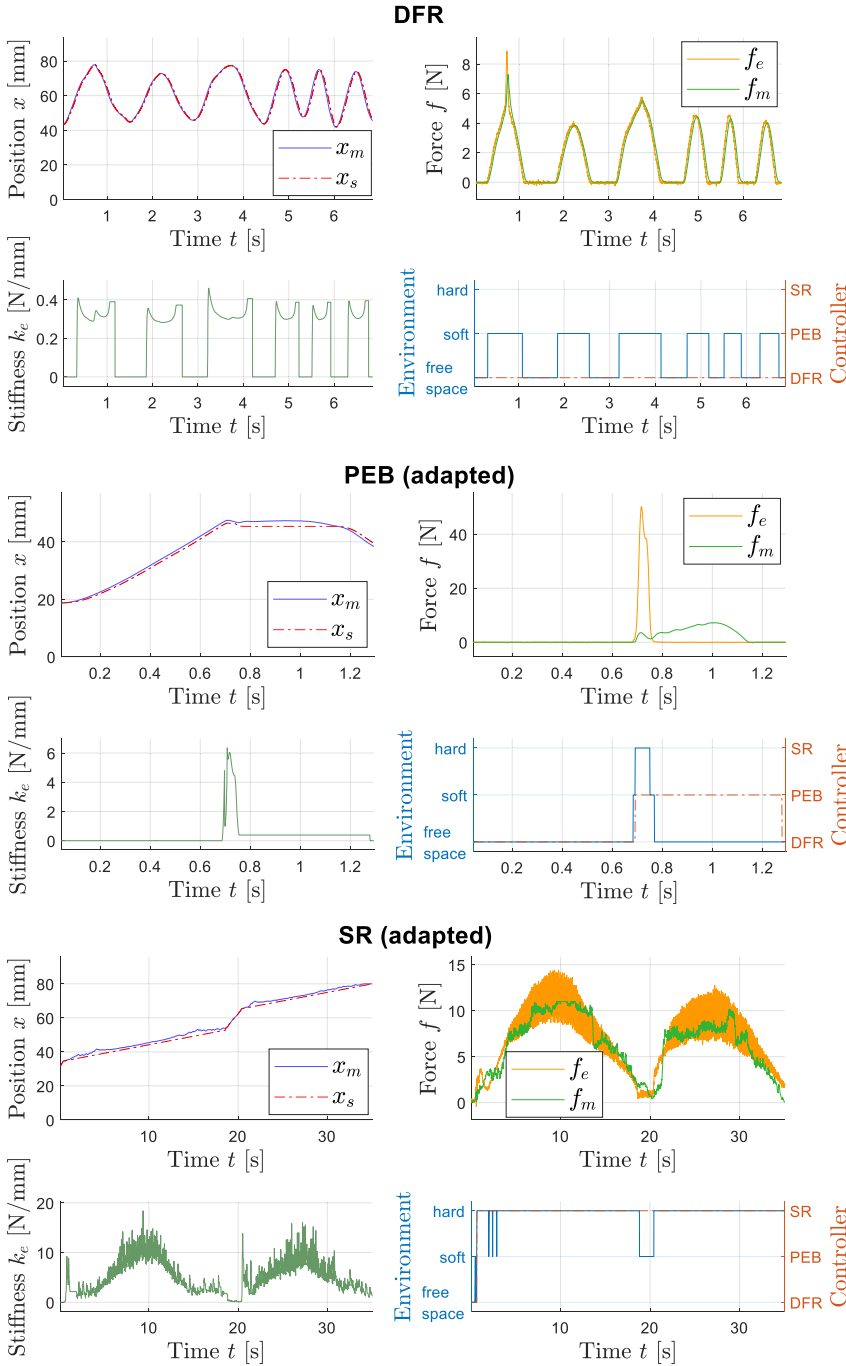 DFR
Position x [mm]
80
60
40
20
0
x_m
x_s
1 2 3 4 5 6
Time t [s]
Force f [N]
8
6
4
2
0
f_e
f_m
1 2 3 4 5 6
Time t [s]
Stiffness k_e [N/mm]
0.4
0.2
0
1 2 3 4 5 6
Time t [s]
Environment
hard
soft
free
space
SR
PEB
DFR
Controller
1 2 3 4 5 6
Time t [s]
PEB (adapted)
Position x [mm]
40
20
0
x_m
x_s
0.2 0.4 0.6 0.8 1 1.2
Time t [s]
Force f [N]
40
20
0
f_e
f_m
0.2 0.4 0.6 0.8 1 1.2
Time t [s]
Stiffness k_e [N/mm]
6
4
2
0
0.2 0.4 0.6 0.8 1 1.2
Time t [s]
Environment
hard
soft
free
space
SR
PEB
DFR
Controller
0.2 0.4 0.6 0.8 1 1.2
Time t [s]
SR (adapted)
Position x [mm]
80
60
40
20
0
x_m
x_s
10 20 30
Time t [s]
Force f [N]
15
10
5
0
f_e
f_m
10 20 30
Time t [s]
Stiffness k_e [N/mm]
20
10
0
10 20 30
Time t [s]
Environment
hard
soft
free
space
SR
PEB
DFR
Controller
10 20 30
Time t [s]